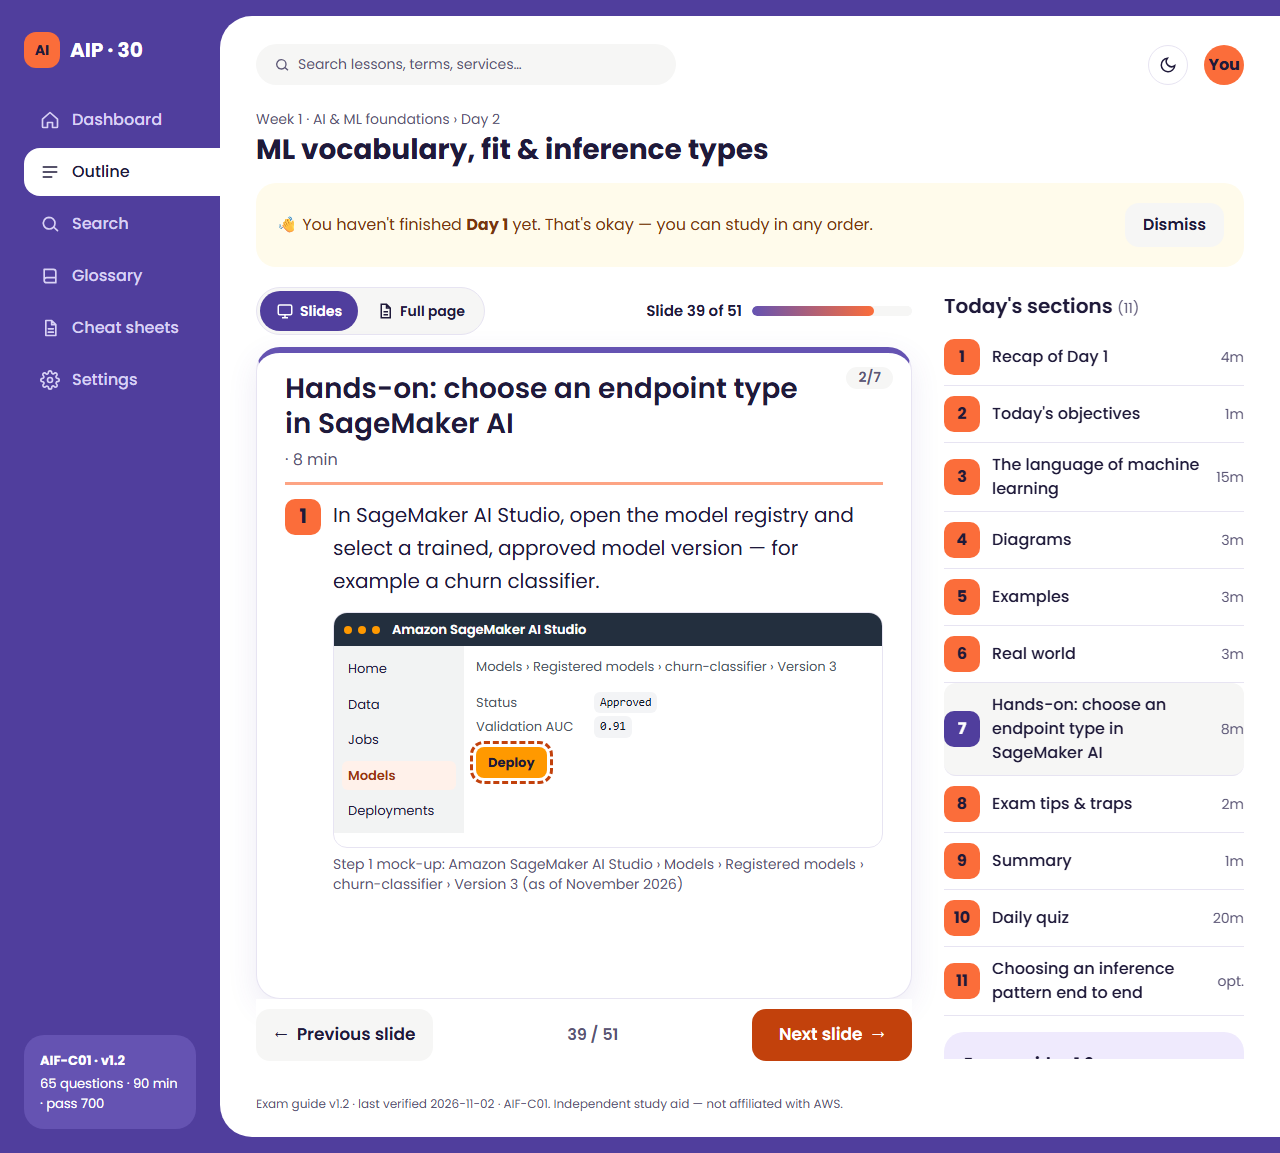 AI
AIP · 30
Dashboard
Outline
Search
Glossary
Cheat sheets
Settings
AIF-C01 · v1.2
65 questions · 90 min
· pass 700
Search lessons, terms, services…
You
Week 1 · AI & ML foundations › Day 2
ML vocabulary, fit & inference types
👋 You haven't finished Day 1 yet. That's okay — you can study in any order.
Dismiss
Slides
Full page
Slide 39 of 51
Hands-on: choose an endpoint type
in SageMaker AI
2/7
· 8 min
1
In SageMaker AI Studio, open the model registry and
select a trained, approved model version — for
example a churn classifier.
Amazon SageMaker AI Studio
Home
Data
Jobs
Models
Deployments
Models › Registered models › churn-classifier › Version 3
Status
Approved
Validation AUC
0.91
Deploy
Step 1 mock-up: Amazon SageMaker AI Studio › Models › Registered models ›
churn-classifier › Version 3 (as of November 2026)
← Previous slide
39 / 51
Next slide →
Today's sections (11)
1 Recap of Day 1 4m
2 Today's objectives 1m
3 The language of machine
learning 15m
4 Diagrams 3m
5 Examples 3m
6 Real world 3m
7 Hands-on: choose an
endpoint type in
SageMaker AI 8m
8 Exam tips & traps 2m
9 Summary 1m
10 Daily quiz 20m
11 Choosing an inference
pattern end to end opt.
Exam guide v1.2 · last verified 2026-11-02 · AIF-C01. Independent study aid — not affiliated with AWS.